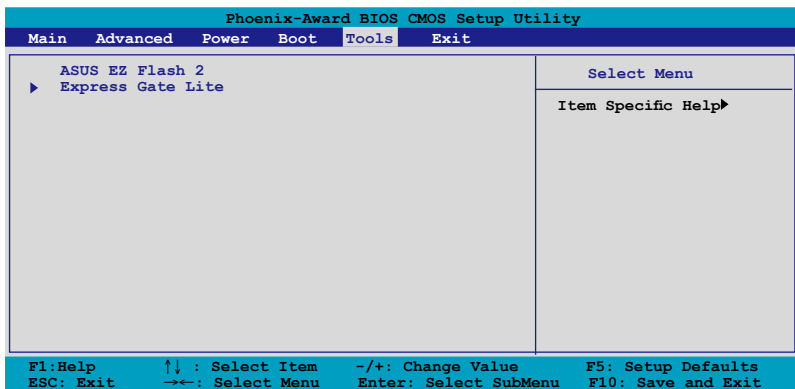 Phoenix-Award BIOS CMOS Setup Utility
Main Advanced Power Boot Tools Exit
ASUS EZ Flash 2
Express Gate Lite
Select Menu
Item Specific Help
F1:Help ↑↓ : Select Item -/+: Change Value F5: Setup Defaults
ESC: Exit →←: Select Menu Enter: Select SubMenu F10: Save and Exit